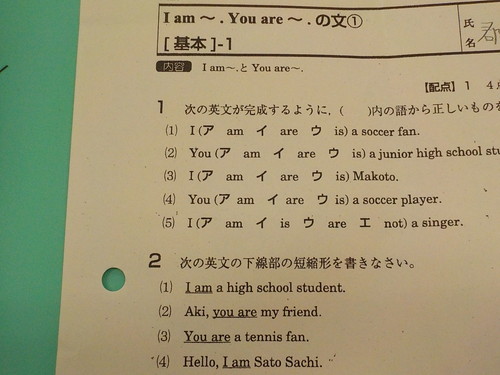 I am ～ . You are ～ . の文①
[基本]-1
氏
名
内容 I am～.と You are～.
【配点】1 4点
1 次の英文が完成するように，( )内の語から正しいものを
(1) I (ア am イ are ウ is) a soccer fan.
(2) You (ア am イ are ウ is) a junior high school stu
(3) I (ア am イ are ウ is) Makoto.
(4) You (ア am イ are ウ is) a soccer player.
(5) I (ア am イ is ウ are エ not) a singer.
2 次の英文の下線部の短縮形を書きなさい。
(1) I am a high school student.
(2) Aki, you are my friend.
(3) You are a tennis fan.
(4) Hello, I am Sato Sachi.